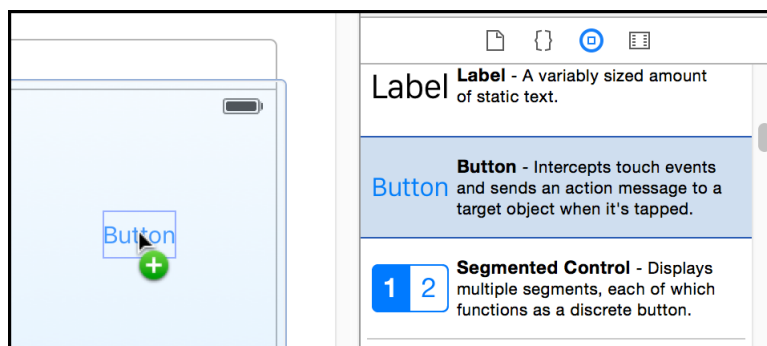 Button
Label
Label - A variably sized amount
of static text.
Button
Button - Intercepts touch events
and sends an action message to a
target object when it's tapped.
1 2
Segmented Control - Displays
multiple segments, each of which
functions as a discrete button.